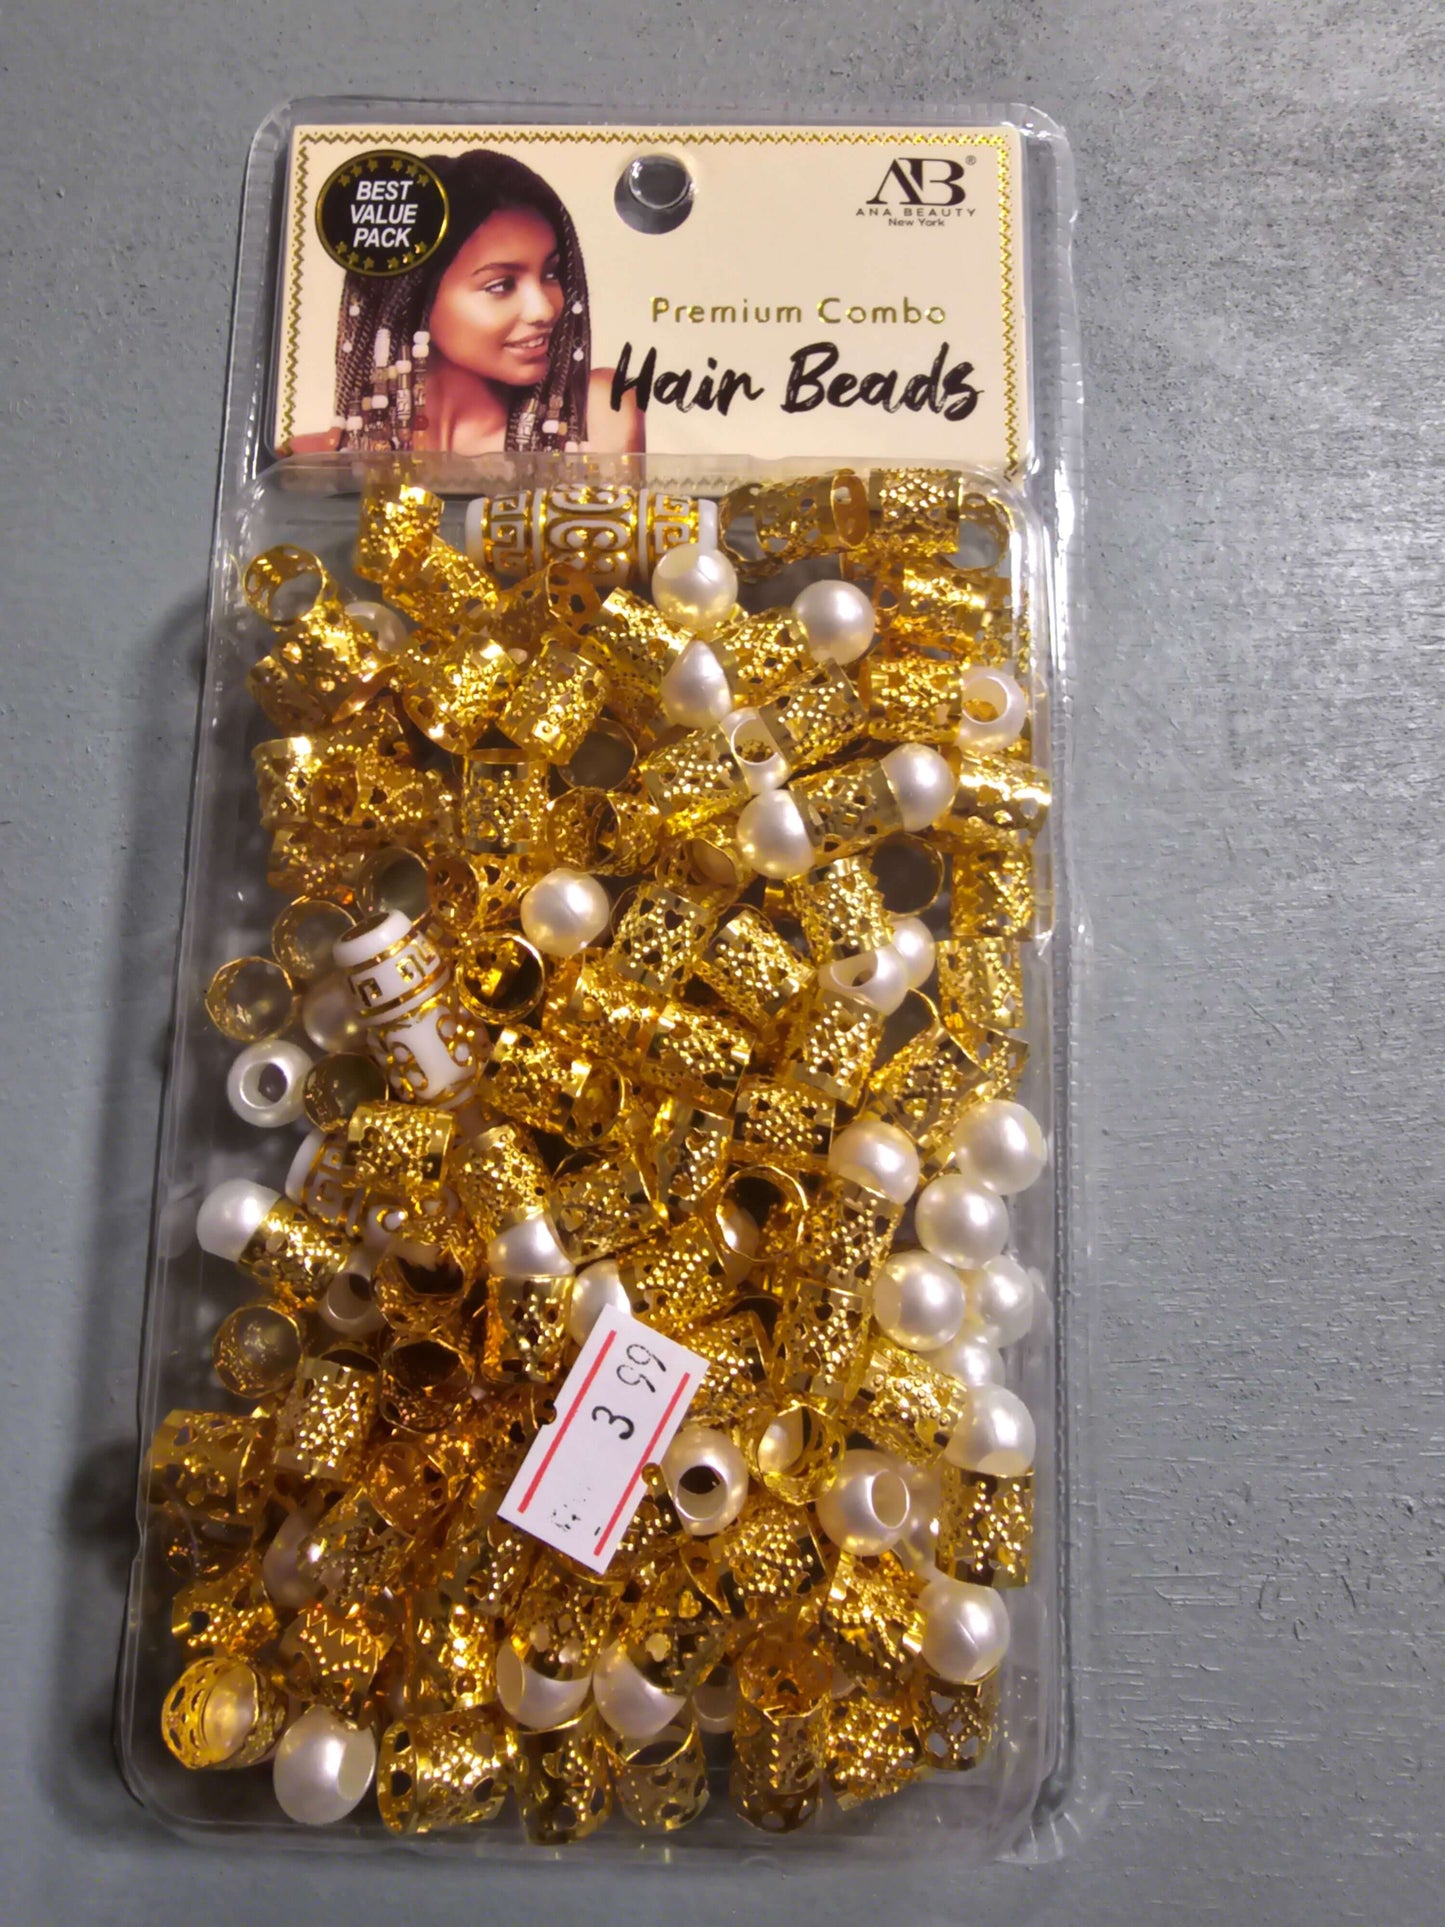 BEST
VALUE
PACK
AB®
ANA BEAUTY
New York
Premium Combo
Hair Beads
3 99